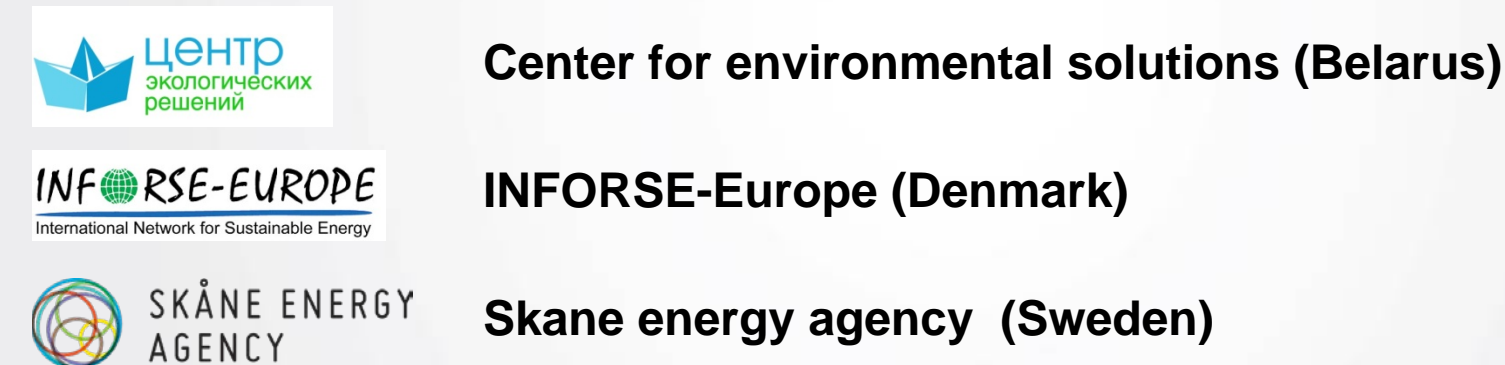 центр
экологических
решений
Center for environmental solutions (Belarus)
INFORSE-EUROPE
International Network for Sustainable Energy
INFORSE-Europe (Denmark)
SKÅNE ENERGY
AGENCY
Skane energy agency (Sweden)